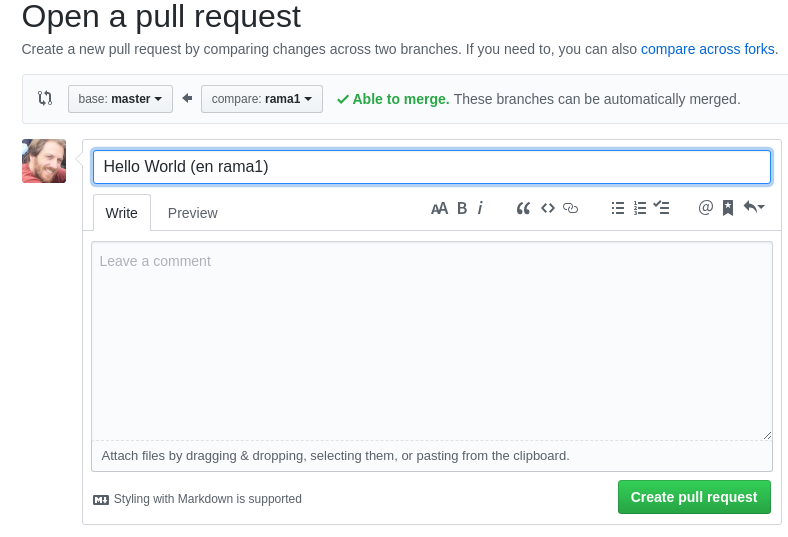 Open a pull request
Create a new pull request by comparing changes across two branches. If you need to, you can also compare across forks.
base: master compare: rama1 Able to merge. These branches can be automatically merged.
Hello World (en rama1)
Write Preview AA B i @
Leave a comment
Attach files by dragging & dropping, selecting them, or pasting from the clipboard.
Styling with Markdown is supported
Create pull request